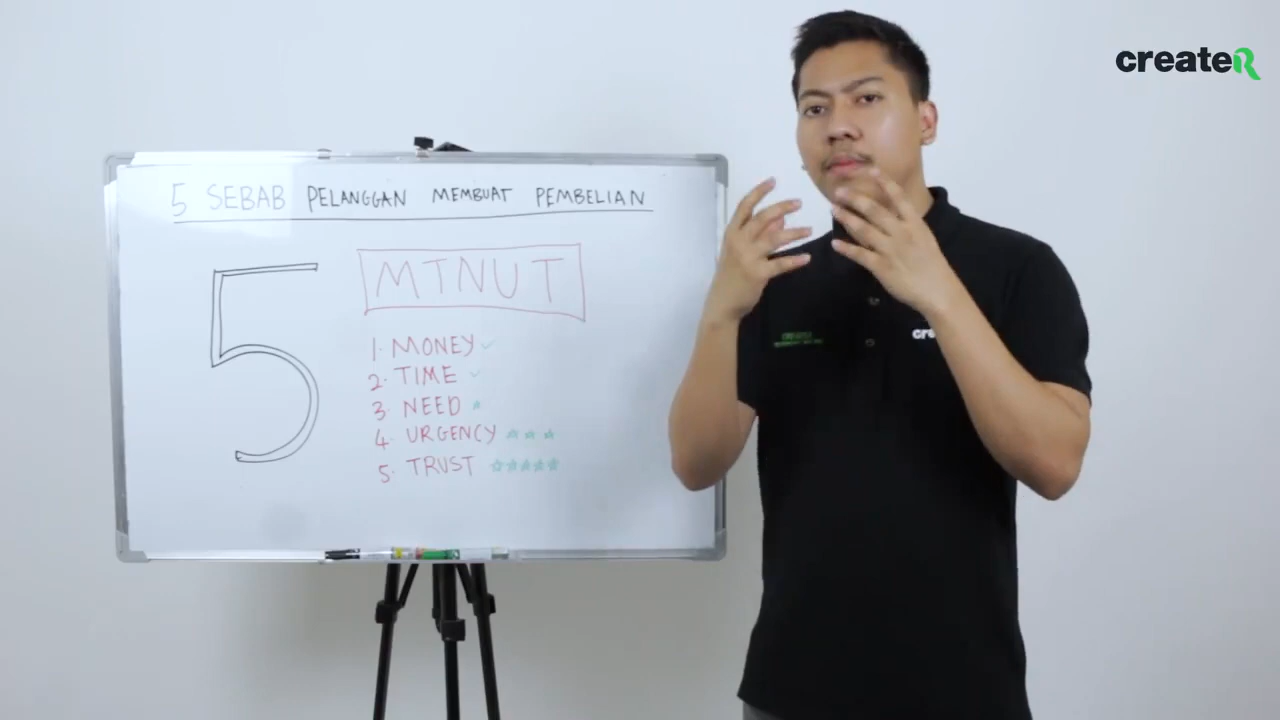 createR
5 SEBAB PELANGGAN MEMBUAT PEMBELIAN
5
MTNUT
1. MONEY
2. TIME
3. NEED
4. URGENCY
5. TRUST